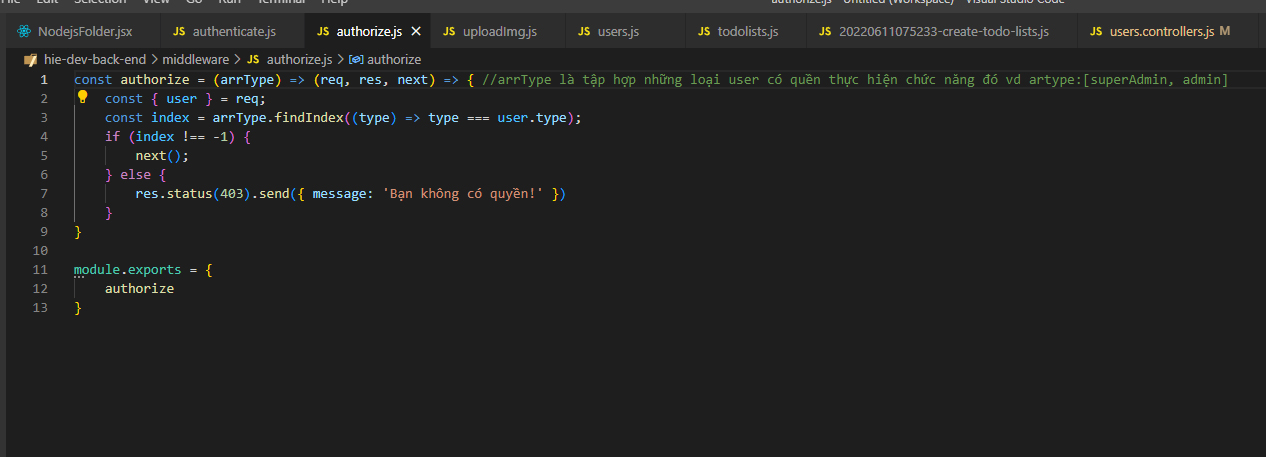 File Edit Selection View Go Run Terminal Help authorize.js - Untitled (Workspace) - Visual Studio Code
NodejsFolder.jsx JS authenticate.js JS authorize.js JS uploadImg.js JS users.js JS todolists.js JS 20220611075233-create-todo-lists.js JS users.controllers.js M
hie-dev-back-end > middleware > JS authorize.js > authorize
1 const authorize = (arrType) => (req, res, next) => { //arrType là tập hợp những loại user có quền thực hiện chức năng đó vd artype:[superAdmin, admin]
2 const { user } = req;
3 const index = arrType.findIndex((type) => type === user.type);
4 if (index !== -1) {
5 next();
6 } else {
7 res.status(403).send({ message: 'Bạn không có quyền!' })
8 }
9 }
10
11 module.exports = {
12 authorize
13 }